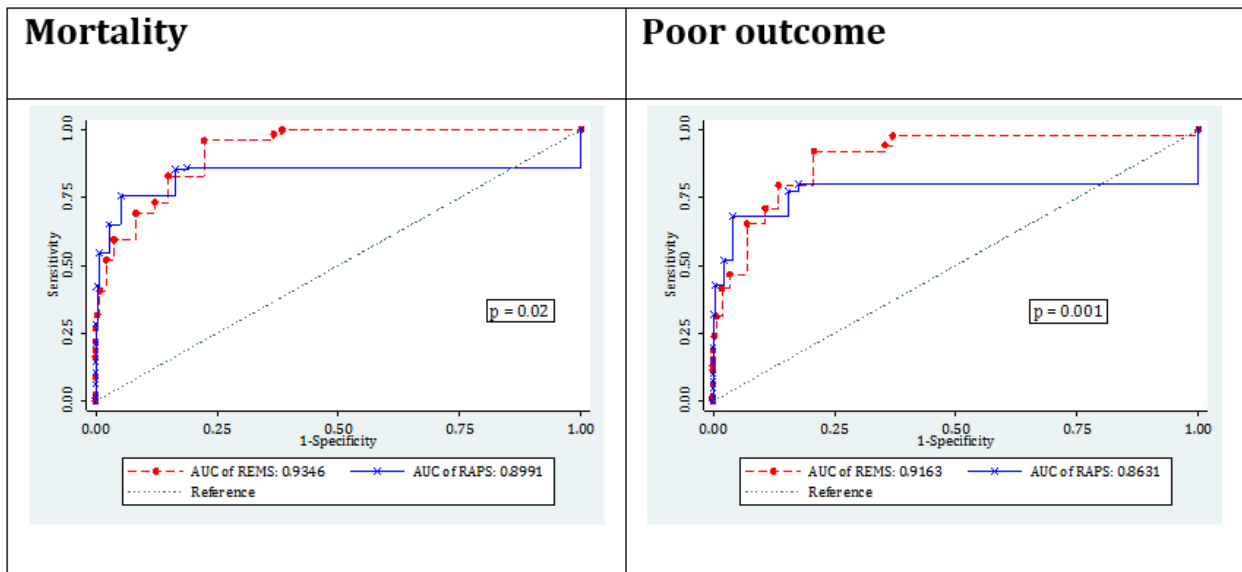 Mortality
Poor outcome
Sensitivity
0.00 0.25 0.50 0.75 1.00
p = 0.02
0.00 0.25 0.50 0.75 1.00
1-Specificity
AUC of REMS: 0.9346 AUC of RAPS: 0.8991
Reference
Sensitivity
0.00 0.25 0.50 0.75 1.00
p = 0.001
0.00 0.25 0.50 0.75 1.00
1-Specificity
AUC of REMS: 0.9163 AUC of RAPS: 0.8631
Reference